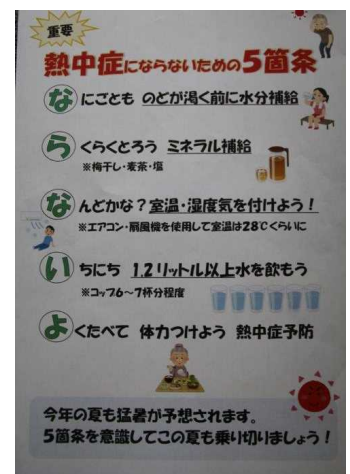 重要
熱中症にならないための5箇条
なにごとも のどが渇く前に水分補給
らくらくとろう ミネラル補給
※梅干し・麦茶・塩
なんどかな？室温・湿度気を付けよう！
※エアコン・扇風機を使用して室温は28℃くらいに
いちにち 1.2リットル以上水を飲もう
※コップ6～7杯分程度
よくたべて 体力つけよう 熱中症予防
今年の夏も猛暑が予想されます。
5箇条を意識してこの夏も乗り切りましょう！